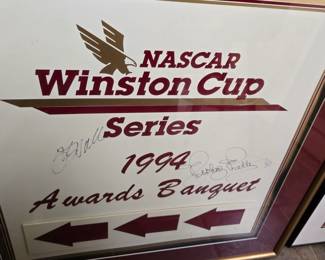 NASCAR
Winston Cup
Series
1994
Awards Banquet